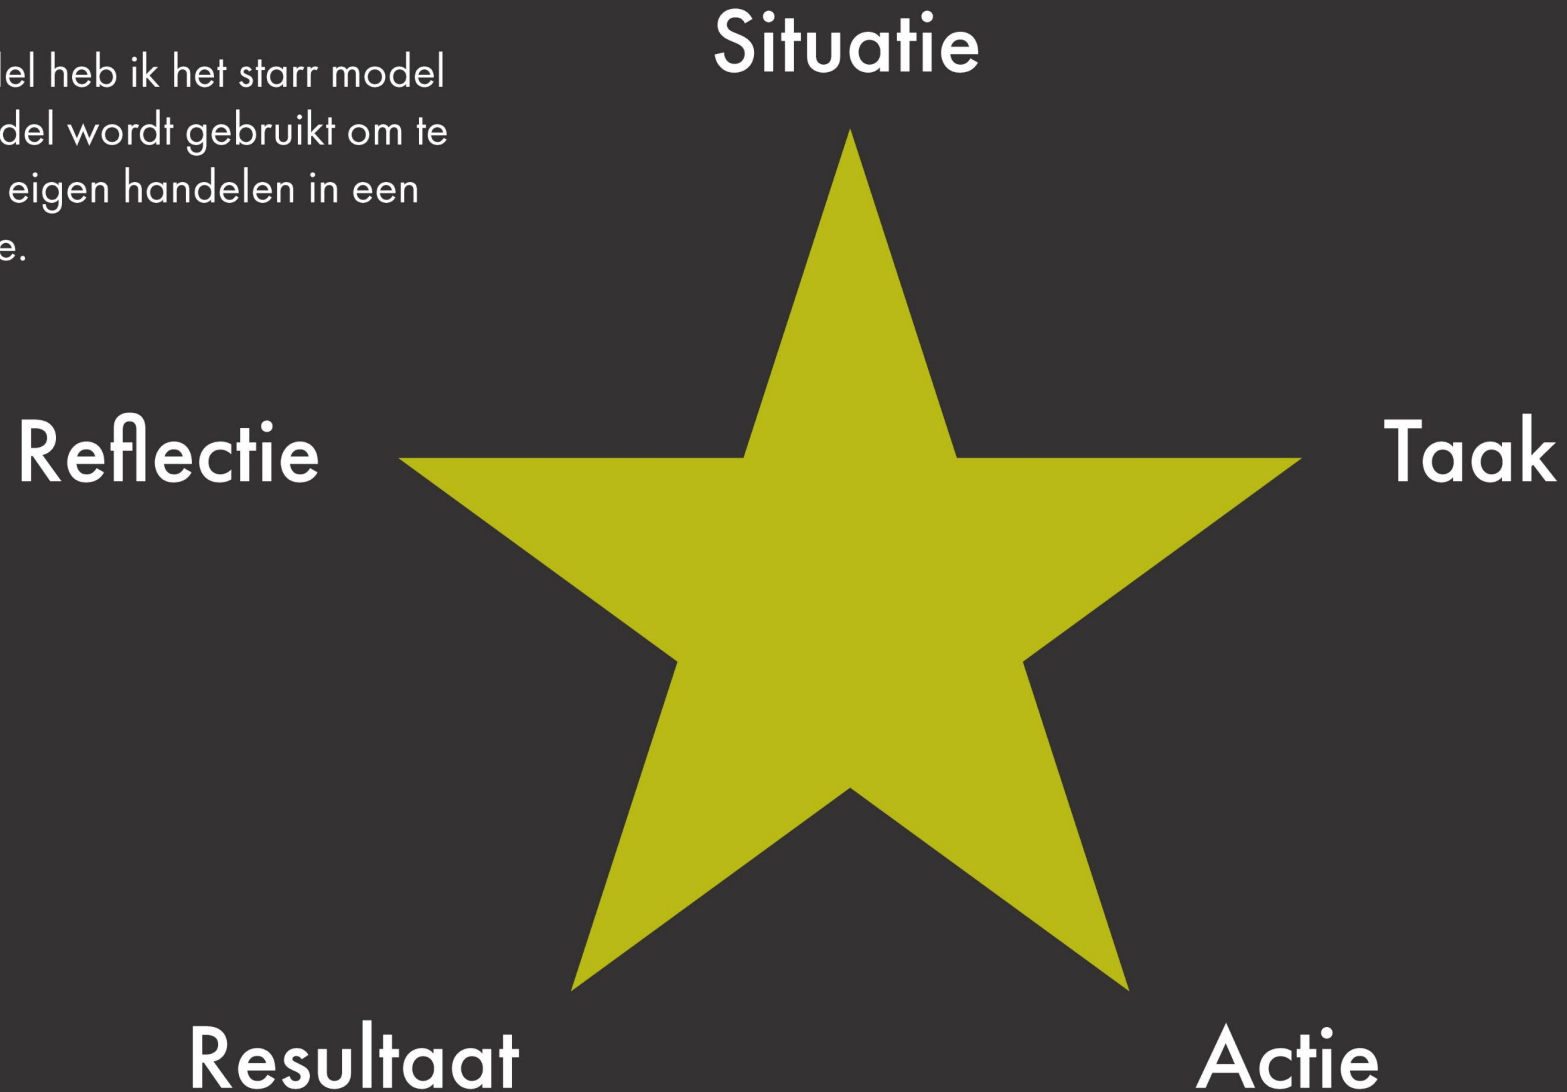 Situatie
del heb ik het starr model
del wordt gebruikt om te
eigen handelen in een
e.
Reflectie
Taak
Resultaat
Actie